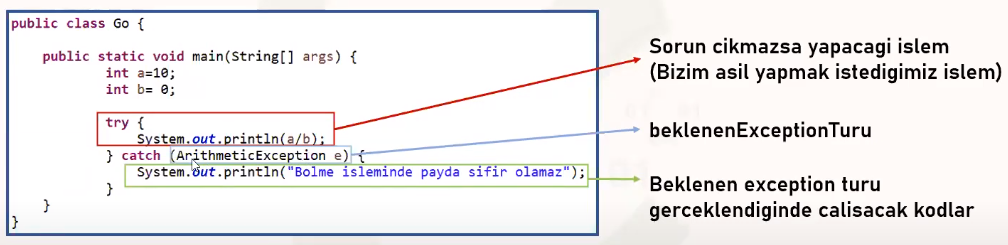 public class Go {
public static void main(String[] args) {
int a=10;
int b= 0;
try {
System.out.println(a/b);
} catch (ArithmeticException e) {
System.out.println("Bolme isleminde payda sifir olamaz");
}
}
}
Sorun cikmazsa yapacagi islem
(Bizim asil yapmak istedigimiz islem)
beklenenExceptionTuru
Beklenen exception turu
gerceklendiginde calisacak kodlar